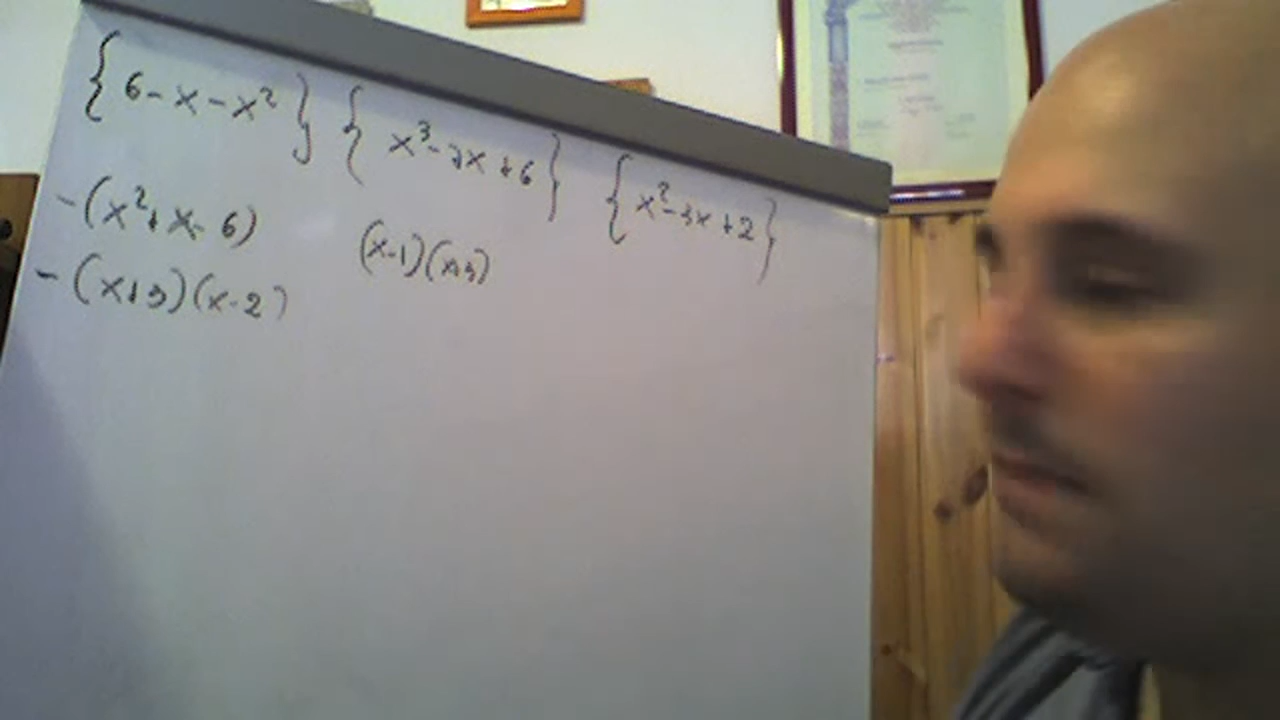 {6-x-x²} {x³-7x+6} {x²-3x+2}
-(x²+x-6)
(x-1)(x+3)
-(x+3)(x-2)